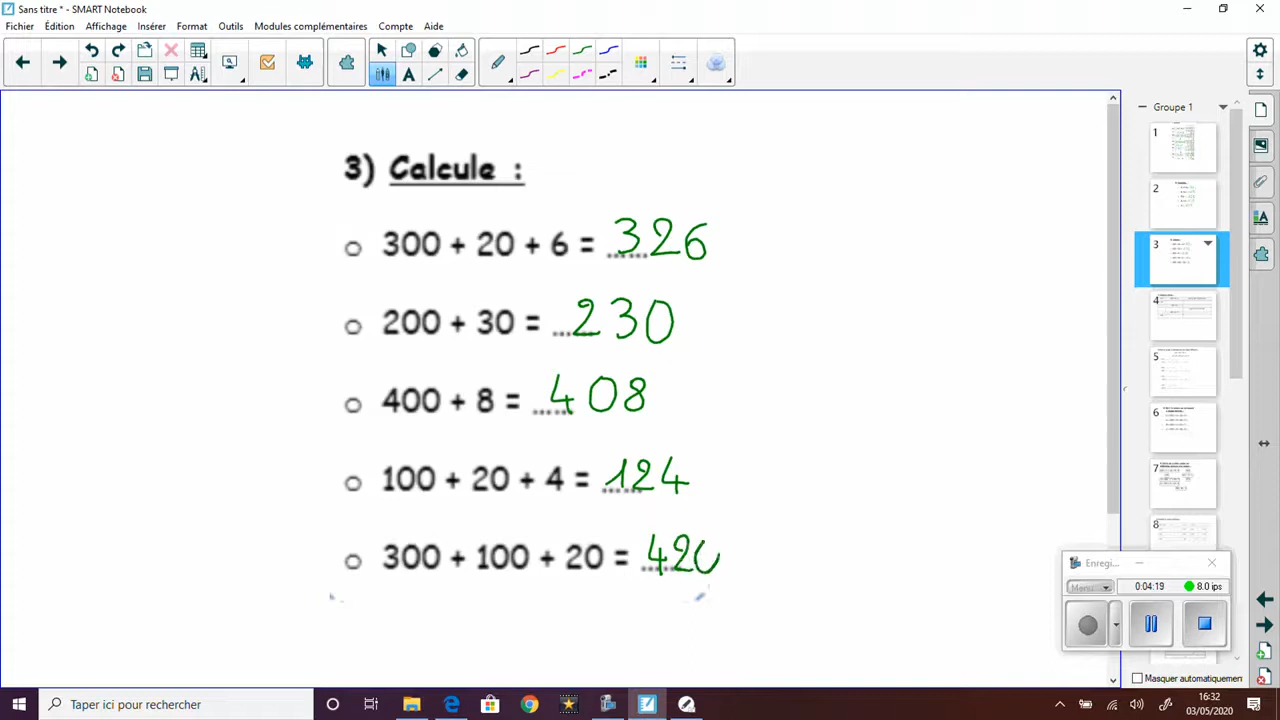 Sans titre * - SMART Notebook
Fichier Édition Affichage Insérer Format Outils Modules complémentaires Compte Aide
Groupe 1
1
2
3
4
5
6
7
8
3) Calcule :
300 + 20 + 6 = ......326
200 + 30 = ......230
400 + 8 = ......408
100 + 20 + 4 = ......124
300 + 100 + 20 = ......420
Enregi...
Menu
0:04:19 8.0 ips
Masquer automatiquement
Taper ici pour rechercher
16:32
03/05/2020